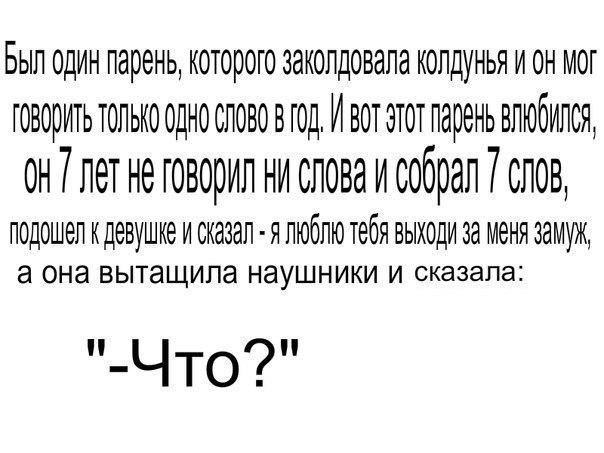 Был один парень, которого заколдовала колдунья и он мог
говорить только одно слово в год. И вот этот парень влюбился,
он 7 лет не говорил ни слова и собрал 7 слов,
подошел к девушке и сказал - я люблю тебя выходи за меня замуж,
а она вытащила наушники и сказала:
"-Что?"